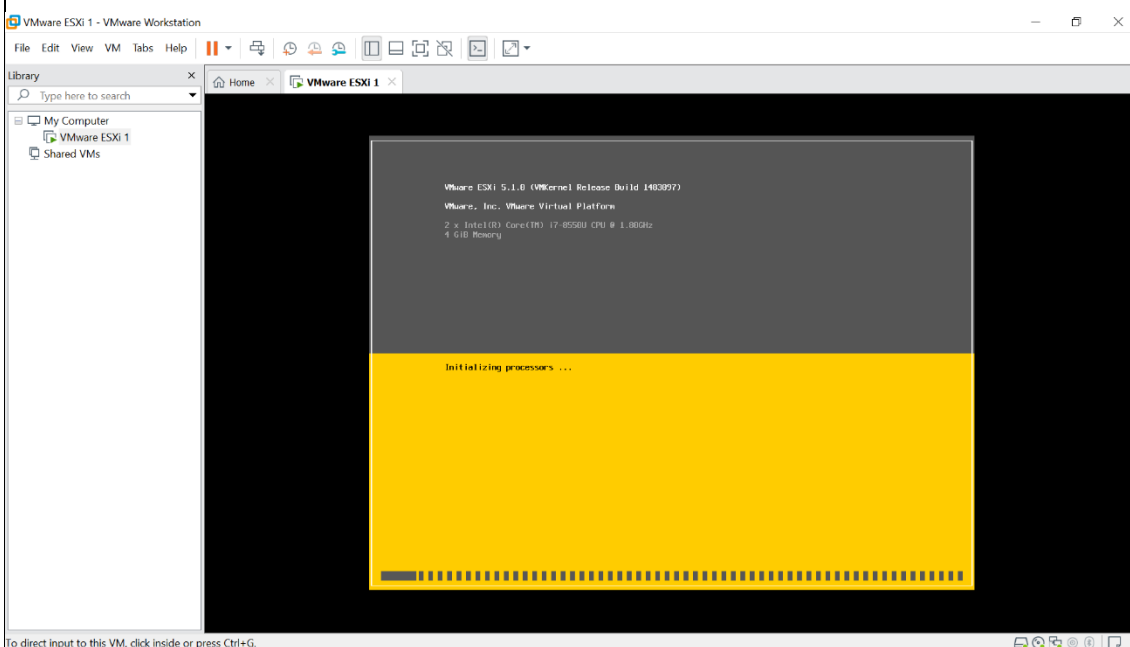 VMware ESXi 1 - VMware Workstation
File Edit View VM Tabs Help
Library
Type here to search
My Computer
VMware ESXi 1
Shared VMs
Home
VMware ESXi 1
VMware ESXi 5.1.0 (VMKernel Release Build 1483097)
VMware, Inc. VMware Virtual Platform
2 x Intel(R) Core(TM) i7-8550U CPU @ 1.80GHz
4 GiB Memory
Initializing processors ...
To direct input to this VM, click inside or press Ctrl+G.